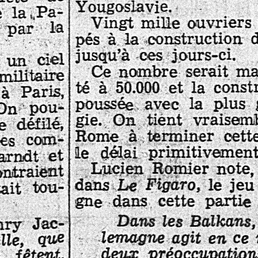 de la Pa-
par la
un ciel
militaire
à Paris,
On pou-
e défilé,
es com-
arndt et
ontraient
ait tou-
nry Jac-
lle, que
fêtent,
Yougoslavie.
Vingt mille ouvriers
pés à la construction d
jusqu'à ces jours-ci.
Ce nombre serait ma
té à 50.000 et la constr
poussée avec la plus g
gie. On tient vraisemb
Rome à terminer cette
le délai primitivement
Lucien Romier note,
dans Le Figaro, le jeu
gne dans cette partie
Dans les Balkans,
lemagne agit en ce m
deux préoccupation